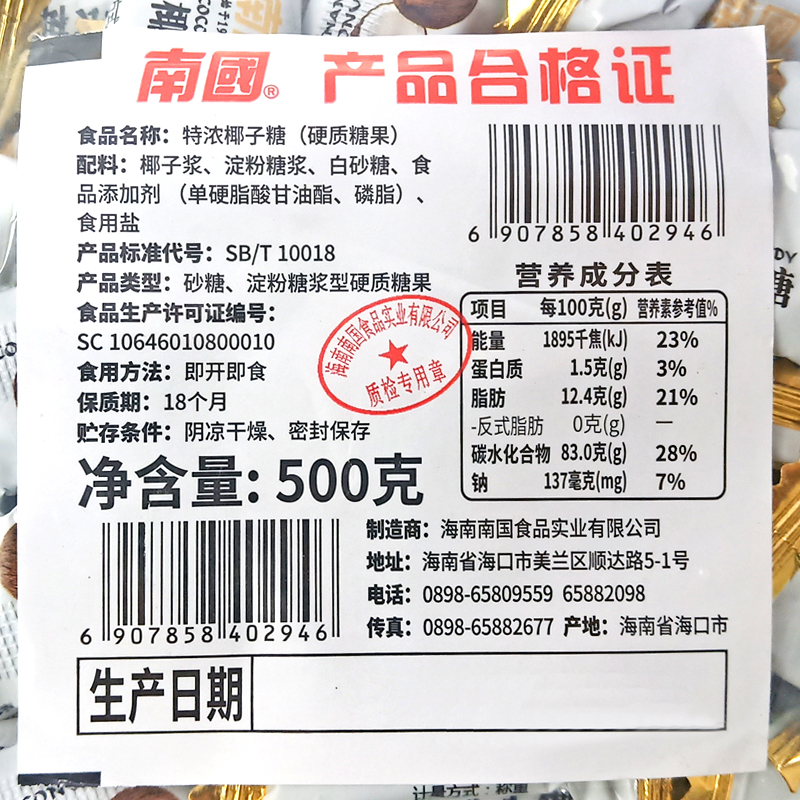 南國® 产品合格证
食品名称：特浓椰子糖（硬质糖果）
配料：椰子浆、淀粉糖浆、白砂糖、食
品添加剂 （单硬脂酸甘油酯、磷脂）、
食用盐
产品标准代号：SB/T 10018
产品类型：砂糖、淀粉糖浆型硬质糖果
食品生产许可证编号：
SC 10646010800010
食用方法：即开即食
保质期：18个月
贮存条件：阴凉干燥、密封保存
净含量：500克
6 907858 402946
营养成分表
项目 每100克(g) 营养素参考值%
能量 1895千焦(kJ) 23%
蛋白质 1.5克(g) 3%
脂肪 12.4克(g) 21%
-反式脂肪 0克(g) —
碳水化合物 83.0克(g) 28%
钠 137毫克(mg) 7%
海南南国食品实业有限公司
质检专用章
6 907858 402946
制造商：海南南国食品实业有限公司
地址：海南省海口市美兰区顺达路5-1号
电话：0898-65809559 65882098
传真：0898-65882677 产地：海南省海口市
生产日期
糖
计量方式：称重